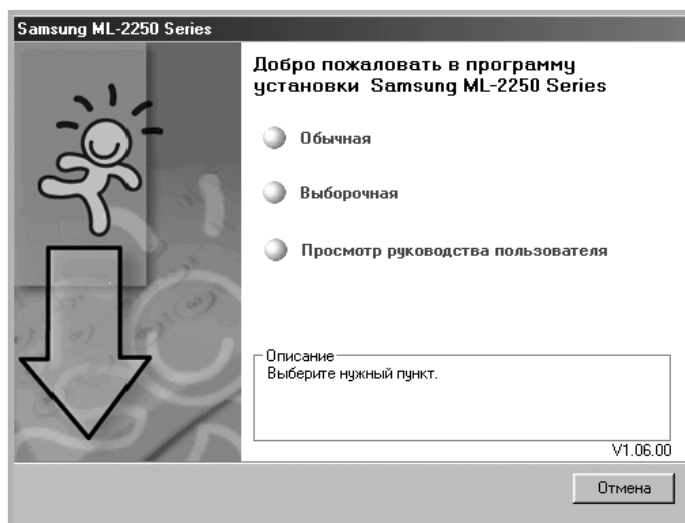 Samsung ML-2250 Series
Добро пожаловать в программу
установки Samsung ML-2250 Series
Обычная
Выборочная
Просмотр руководства пользователя
Описание
Выберите нужный пункт.
V1.06.00
Отмена